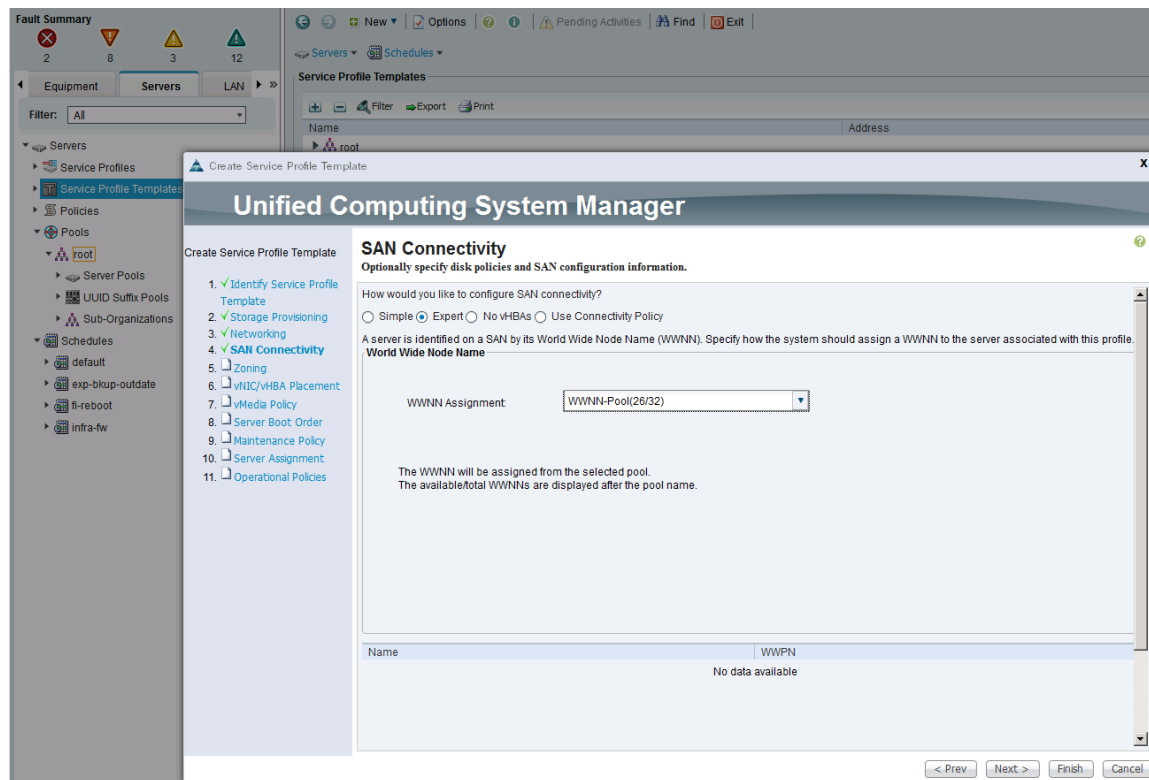 Fault Summary
2 8 3 12
Equipment Servers LAN
Filter: All
Servers
Service Profiles
Service Profile Templates
Policies
Pools
root
Server Pools
UUID Suffix Pools
Sub-Organizations
Schedules
default
exp-bkup-outdate
fi-reboot
infra-fw
New Options Pending Activities Find Exit
Servers Schedules
Service Profile Templates
Filter Export Print
Name Address
root
Create Service Profile Template X
Unified Computing System Manager
Create Service Profile Template
1. Identify Service Profile
Template
2. Storage Provisioning
3. Networking
4. SAN Connectivity
5. Zoning
6. vNIC/vHBA Placement
7. vMedia Policy
8. Server Boot Order
9. Maintenance Policy
10. Server Assignment
11. Operational Policies
SAN Connectivity
Optionally specify disk policies and SAN configuration information.
How would you like to configure SAN connectivity?
Simple Expert No vHBAs Use Connectivity Policy
A server is identified on a SAN by its World Wide Node Name (WWNN). Specify how the system should assign a WWNN to the server associated with this profile.
World Wide Node Name
WWNN Assignment: WWNN-Pool(26/32)
The WWNN will be assigned from the selected pool.
The available/total WWNNs are displayed after the pool name.
Name WWPN
No data available
< Prev Next > Finish Cancel